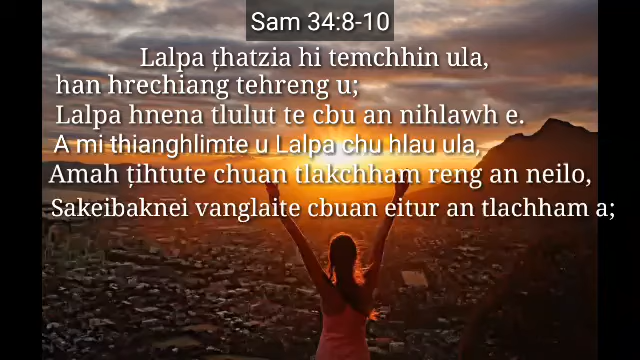 Sam 34:8-10
Lalpa ṭhatzia hi temchhin ula,
han hrechiang tehreng u;
Lalpa hnena tlulut te cbu an nihlawh e.
A mi thianghlimte u Lalpa chu hlau ula,
Amah ṭihtute chuan tlakchham reng an neilo,
Sakeibaknei vanglaite cbuan eitur an tlachham a;